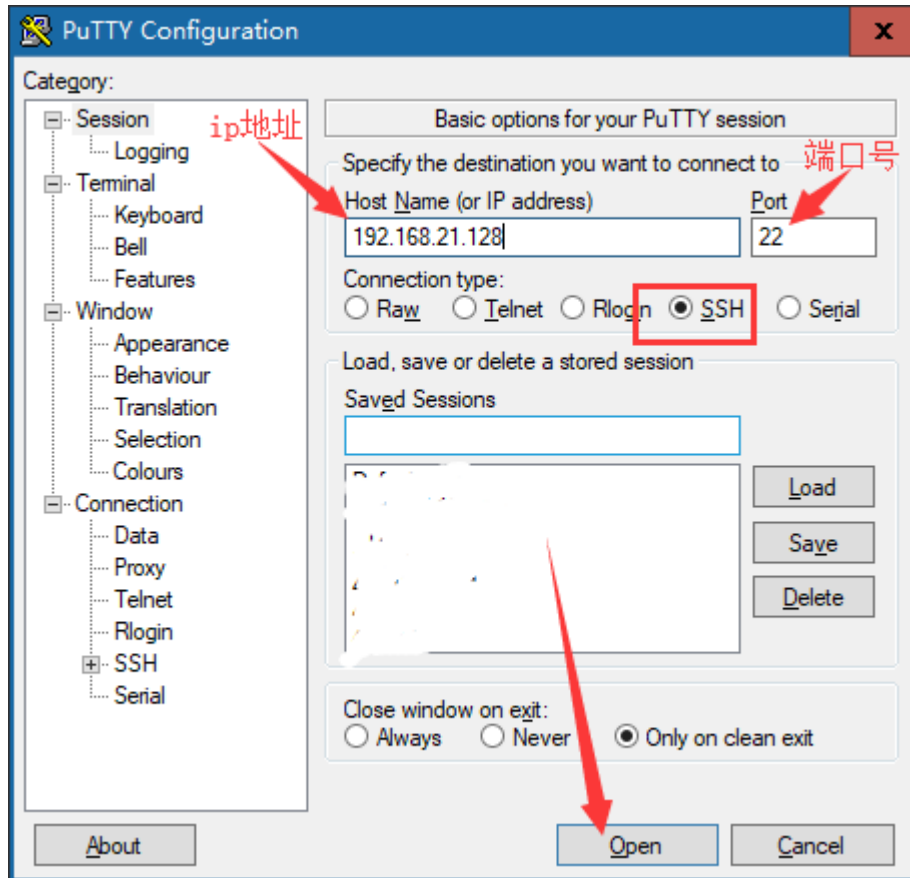 PuTTY Configuration
Category:
Session
Logging
Terminal
Keyboard
Bell
Features
Window
Appearance
Behaviour
Translation
Selection
Colours
Connection
Data
Proxy
Telnet
Rlogin
SSH
Serial
ip地址
Basic options for your PuTTY session
Specify the destination you want to connect to
端口号
Host Name (or IP address) Port
192.168.21.128 22
Connection type:
Raw Telnet Rlogin SSH Serial
Load, save or delete a stored session
Saved Sessions
Load
Save
Delete
Close window on exit:
Always Never Only on clean exit
About Open Cancel